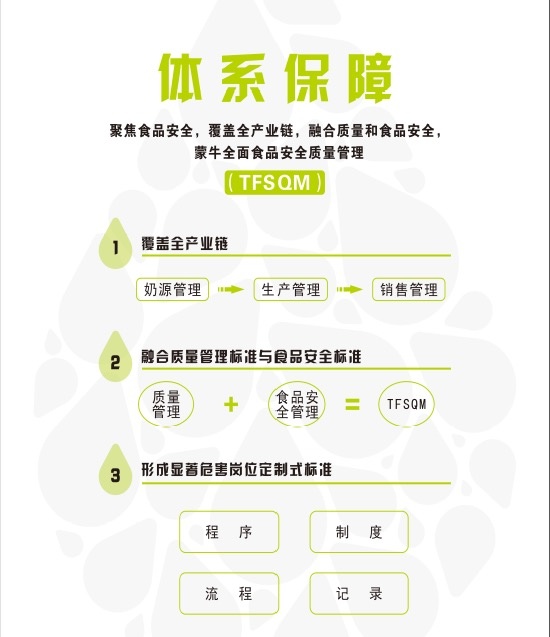 体系保障
聚焦食品安全，覆盖全产业链，融合质量和食品安全，
蒙牛全面食品安全质量管理
（TFSQM）
1 覆盖全产业链
奶源管理 生产管理 销售管理
2 融合质量管理标准与食品安全标准
质量
管理
+
食品安
全管理
=
TFSQM
3 形成显著危害岗位定制式标准
程 序 制 度
流 程 记 录